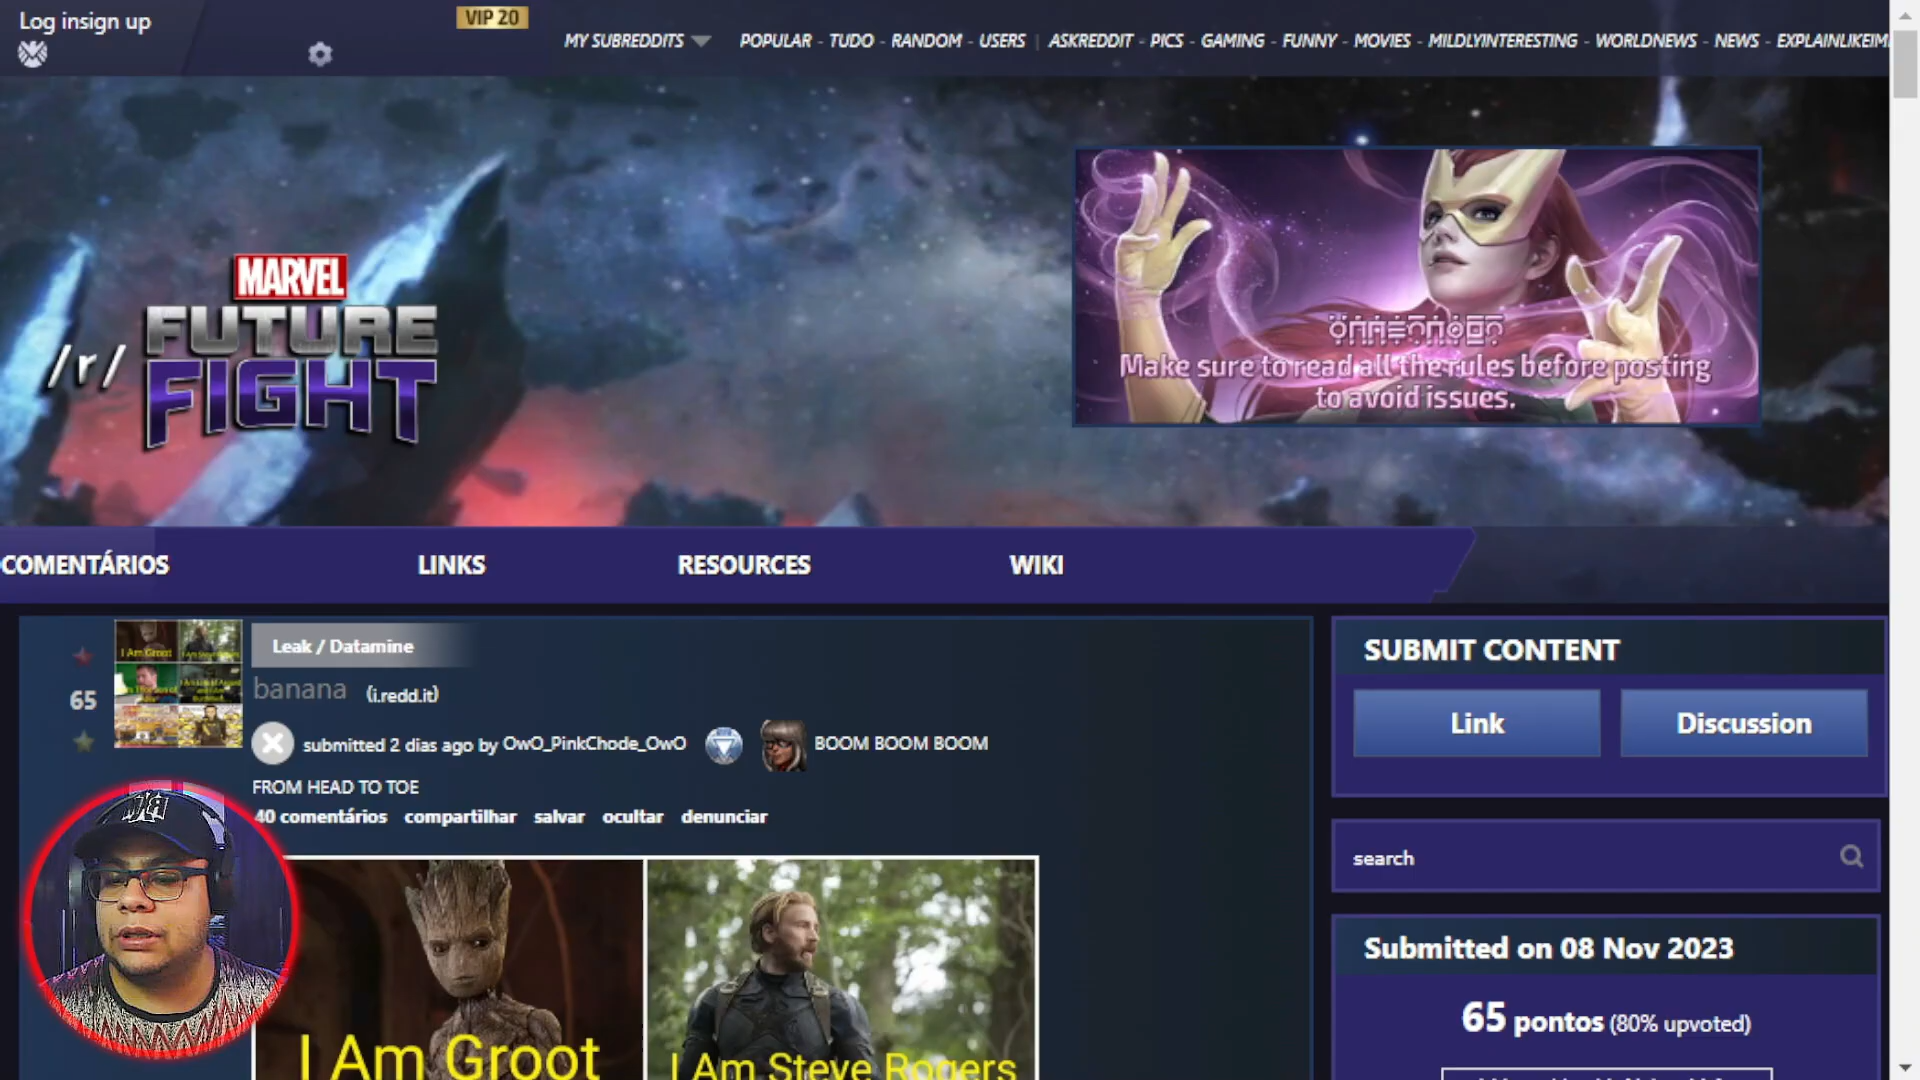 Log insign up
VIP 20
MY SUBREDDITS
POPULAR - TUDO - RANDOM - USERS | ASKREDDIT - PICS - GAMING - FUNNY - MOVIES - MILDLYINTERESTING - WORLDNEWS - NEWS - EXPLAINLIKEIM
/r/ MARVEL
FUTURE
FIGHT
Make sure to read all the rules before posting
to avoid issues.
COMENTÁRIOS LINKS RESOURCES WIKI
65
I Am Groot
Leak / Datamine
banana (i.redd.it)
submitted 2 dias ago by OwO_PinkChode_OwO BOOM BOOM BOOM
FROM HEAD TO TOE
40 comentários compartilhar salvar ocultar denunciar
I Am Groot
I Am Steve Rogers
SUBMIT CONTENT
Link Discussion
search
Submitted on 08 Nov 2023
65 pontos (80% upvoted)